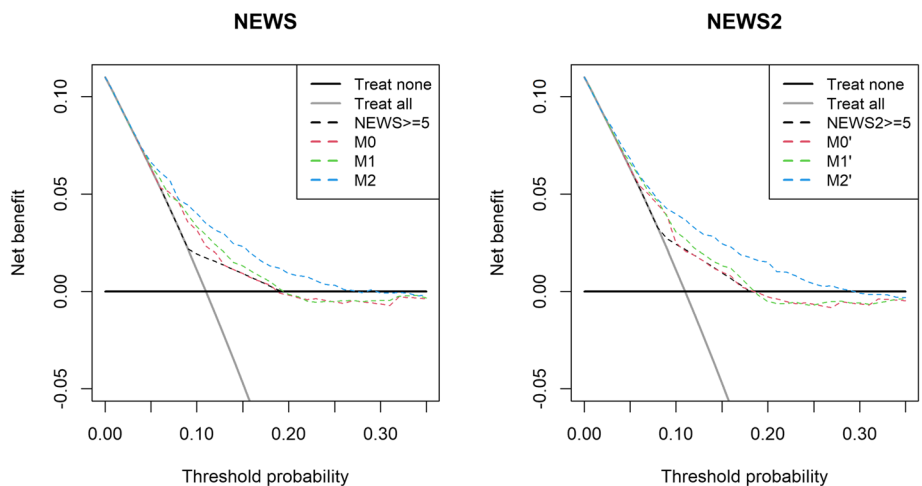 NEWS
Net benefit
0.10
0.05
0.00
-0.05
Treat none
Treat all
NEWS>=5
M0
M1
M2
0.00 0.10 0.20 0.30
Threshold probability
NEWS2
Net benefit
0.10
0.05
0.00
-0.05
Treat none
Treat all
NEWS2>=5
M0'
M1'
M2'
0.00 0.10 0.20 0.30
Threshold probability